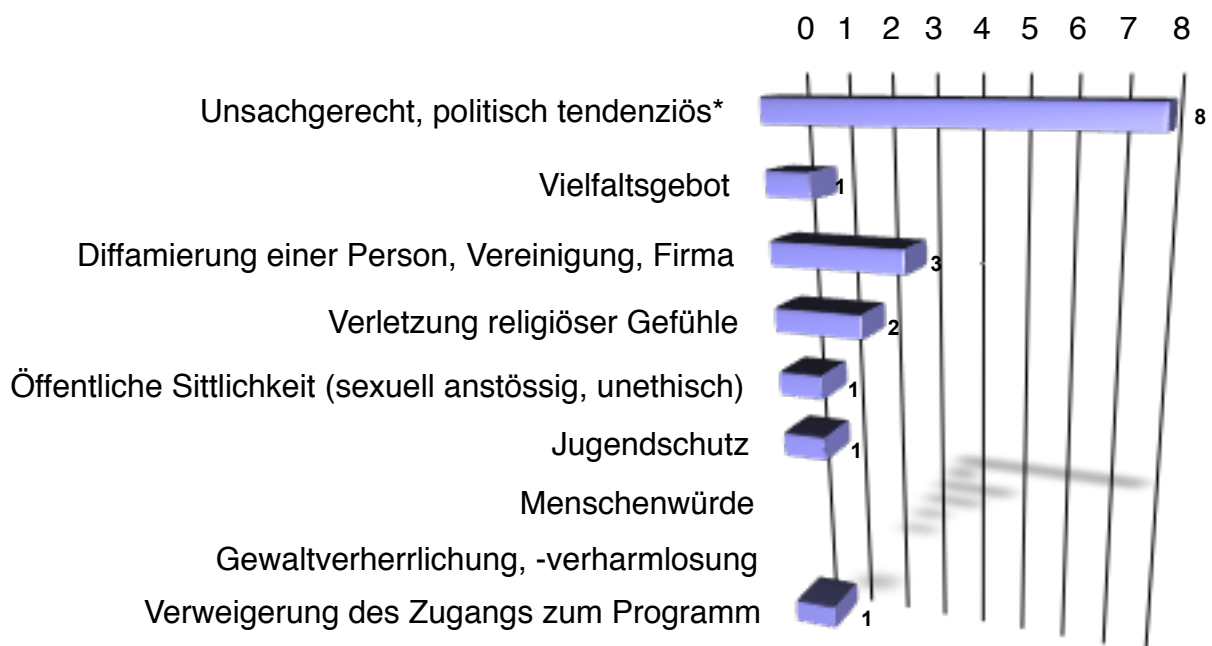 0 1 2 3 4 5 6 7 8
Unsachgerecht, politisch tendenziös* 8
Vielfaltsgebot 1
Diffamierung einer Person, Vereinigung, Firma 3
Verletzung religiöser Gefühle 2
Öffentliche Sittlichkeit (sexuell anstössig, unethisch) 1
Jugendschutz 1
Menschenwürde
Gewaltverherrlichung, -verharmlosung
Verweigerung des Zugangs zum Programm 1